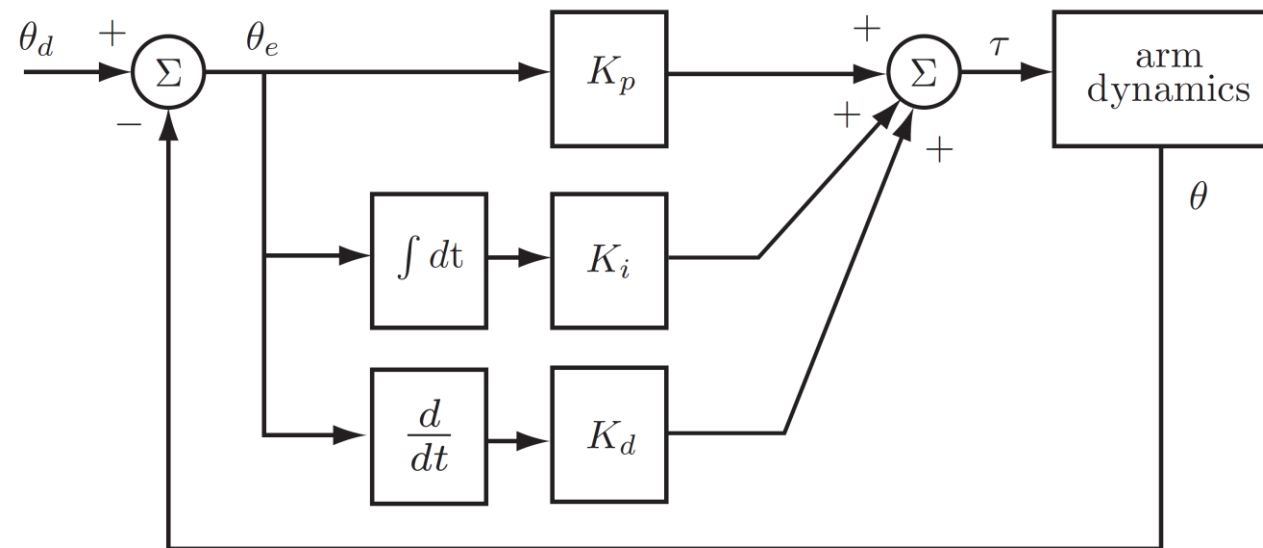 θ_d
+
Σ
−
θ_e
K_p
+
Σ
+
+
τ
arm
dynamics
θ
∫ dt
K_i
d
dt
K_d